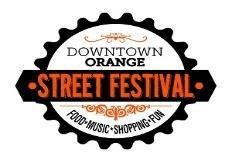 DOWNTOWN
ORANGE
•STREET FESTIVAL•
FOOD•MUSIC•SHOPPING•FUN